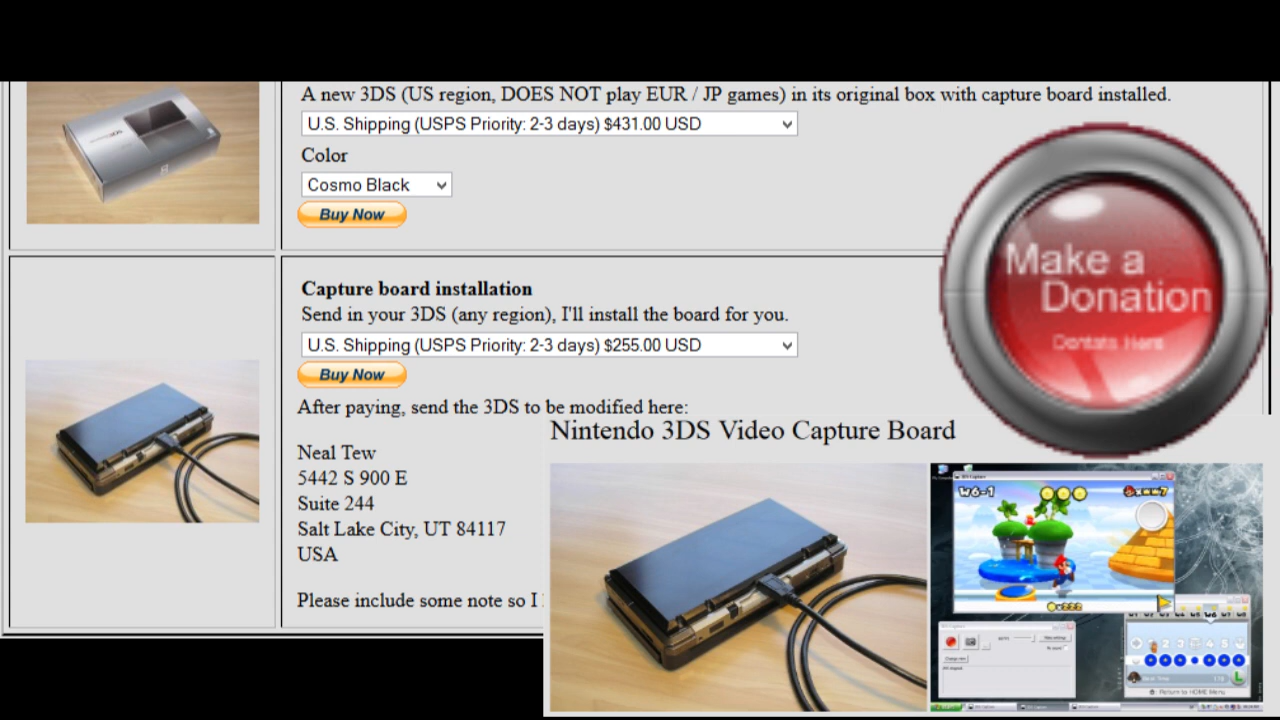 A new 3DS (US region, DOES NOT play EUR / JP games) in its original box with capture board installed.
U.S. Shipping (USPS Priority: 2-3 days) $431.00 USD
Color
Cosmo Black
Buy Now
Make a
Donation
Capture board installation
Send in your 3DS (any region), I'll install the board for you.
U.S. Shipping (USPS Priority: 2-3 days) $255.00 USD
Buy Now
After paying, send the 3DS to be modified here:
Neal Tew
5442 S 900 E
Suite 244
Salt Lake City, UT 84117
USA
Please include some note so I
Nintendo 3DS Video Capture Board
W6-1
: Return to HOME Menu